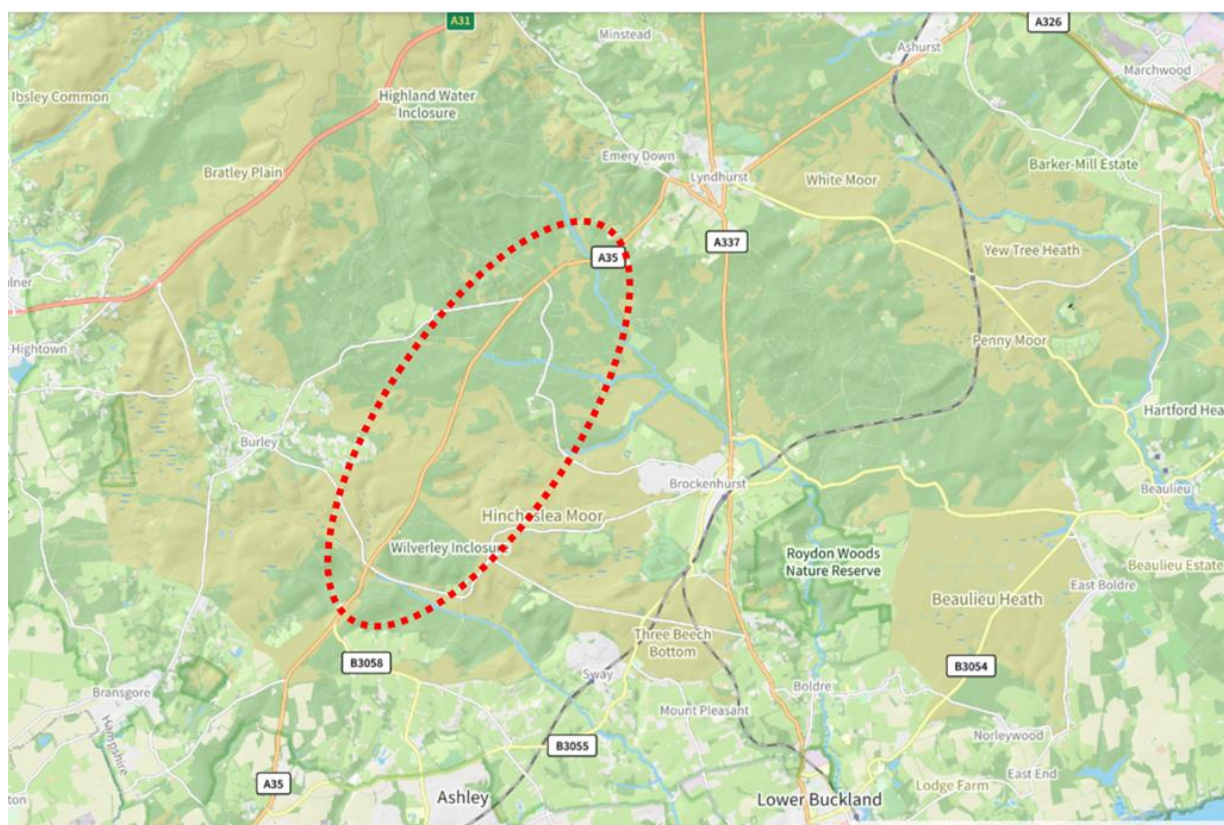 A31
A326
Minstead
Ashurst
Marchwood
Ibsley Common
Highland Water
Inclosure
Emery Down
Barker-Mill Estate
Bratley Plain
Lyndhurst
White Moor
A337
A35
Yew Tree Heath
Penny Moor
Hightown
Hartford Hea
Burley
Brockenhurst
Beaulieu
Hincheslea Moor
Wilverley Inclosure
Roydon Woods
Nature Reserve
Beaulieu Estate
East Boldre
Beaulieu Heath
Three Beech
Bottom
B3058
B3054
Sway
Bransgore
Boldre
Mount Pleasant
Hampshire
Norleywood
B3055
East End
A35
Lodge Farm
Ashley
Lower Buckland